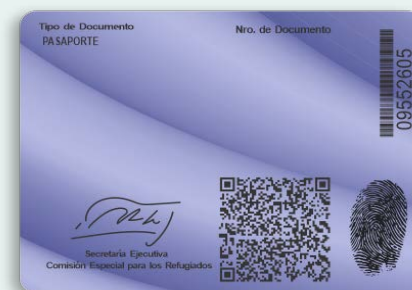 Tipo de Documento
PASAPORTE
Nro. de Documento
09552605
Secretaria Ejecutiva
Comisión Especial para los Refugiados